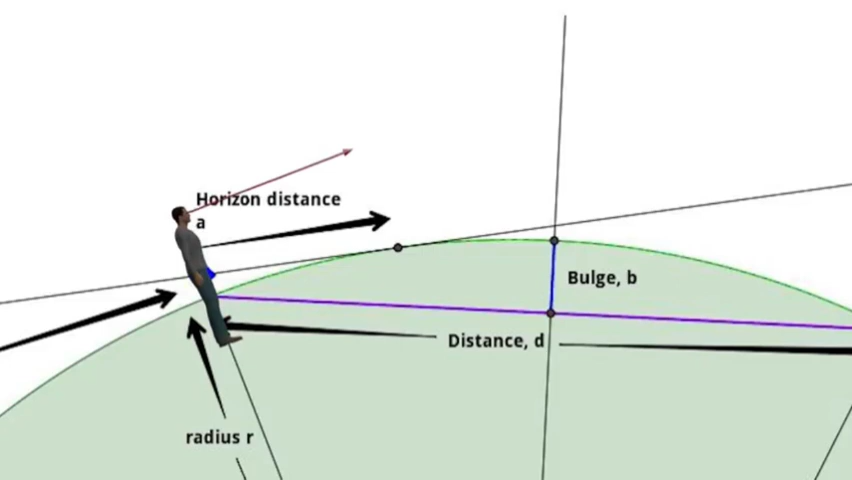 Horizon distance
a
Bulge, b
Distance, d
radius r